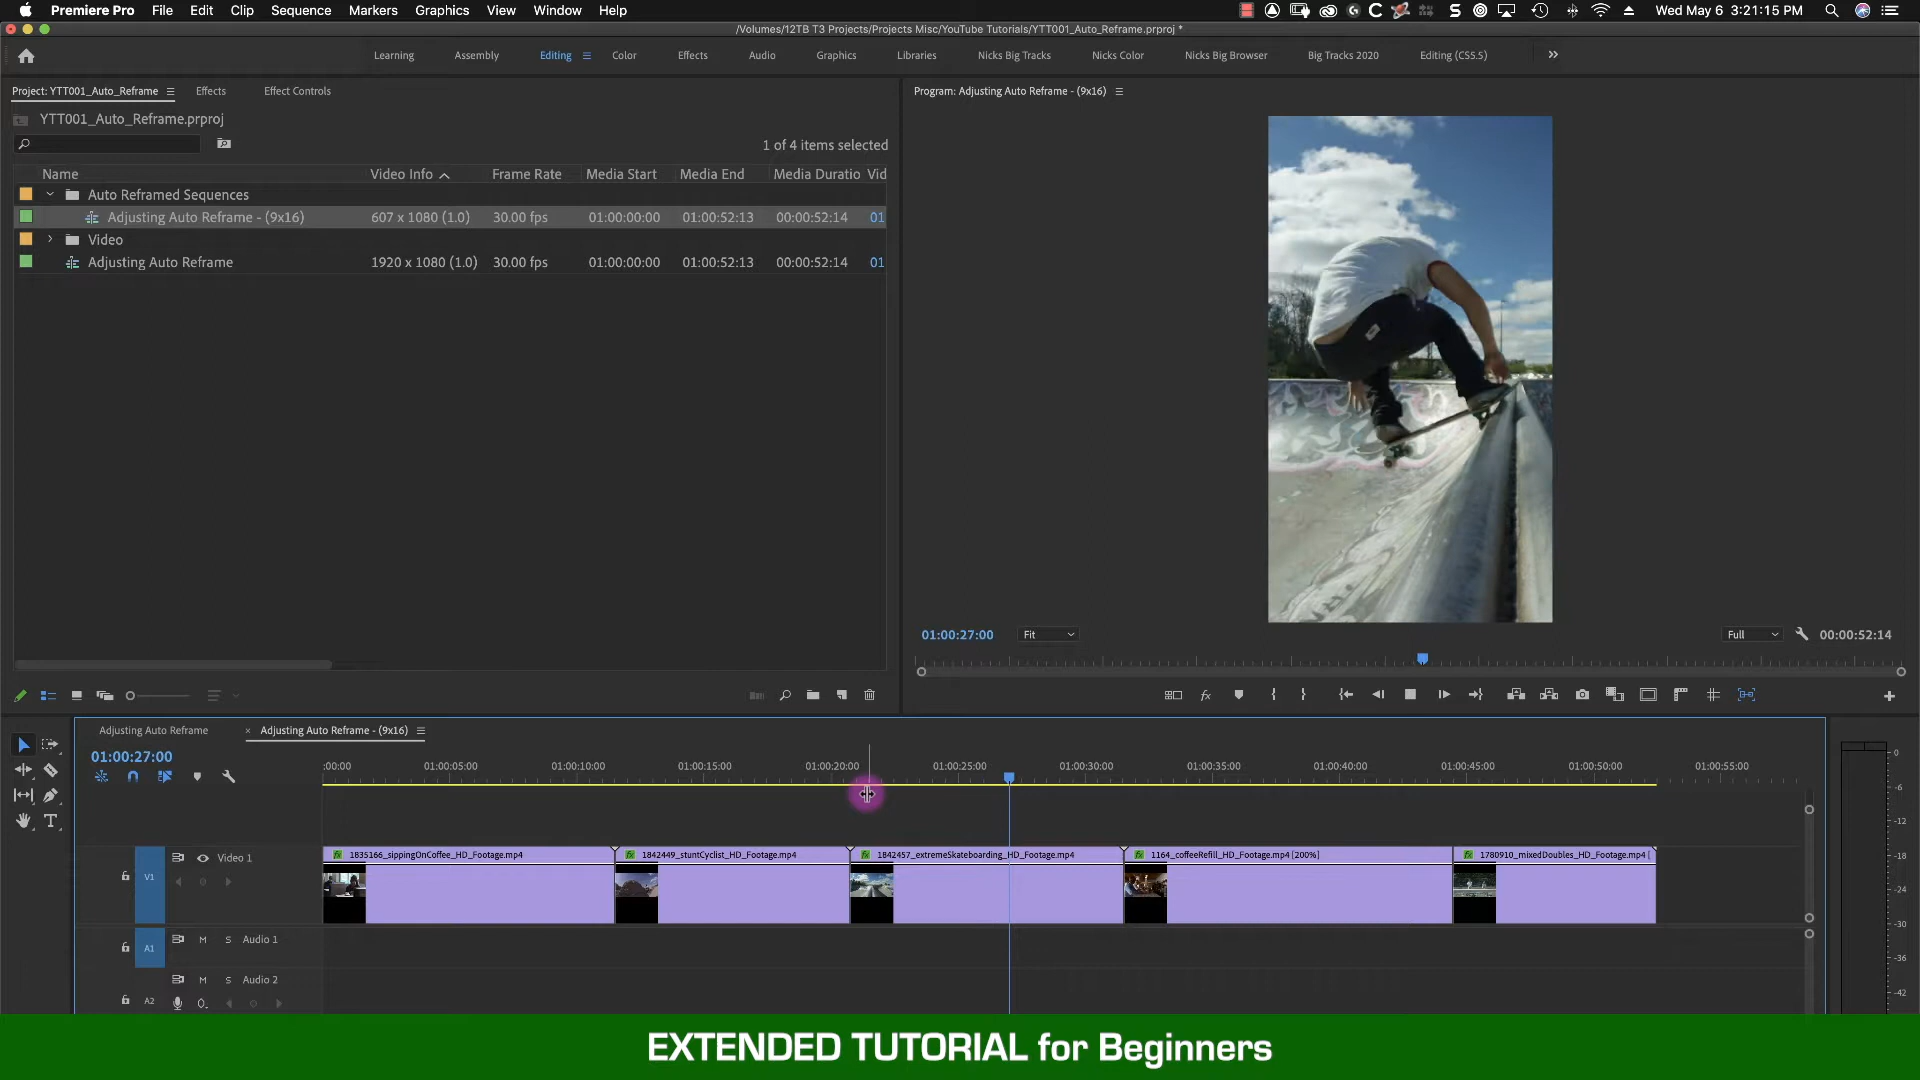 Premiere Pro File Edit Clip Sequence Markers Graphics View Window Help
Wed May 6 3:21:15 PM
/Volumes/12TB T3 Projects/Projects Misc/YouTube Tutorials/YTT001_Auto_Reframe.prproj *
Learning Assembly Editing Color Effects Audio Graphics Libraries Nicks Big Tracks Nicks Color Nicks Big Browser Big Tracks 2020 Editing (CS5.5)
Project: YTT001_Auto_Reframe Effects Effect Controls
Program: Adjusting Auto Reframe - (9x16)
YTT001_Auto_Reframe.prproj
1 of 4 items selected
Name Video Info Frame Rate Media Start Media End Media Duratio Vid
Auto Reframed Sequences
Adjusting Auto Reframe - (9x16) 607 x 1080 (1.0) 30.00 fps 01:00:00:00 01:00:52:13 00:00:52:14 01
Video
Adjusting Auto Reframe 1920 x 1080 (1.0) 30.00 fps 01:00:00:00 01:00:52:13 00:00:52:14 01
01:00:27:00 Fit Full 00:00:52:14
Adjusting Auto Reframe Adjusting Auto Reframe - (9x16)
01:00:27:00
:00:00 01:00:05:00 01:00:10:00 01:00:15:00 01:00:20:00 01:00:25:00 01:00:30:00 01:00:35:00 01:00:40:00 01:00:45:00 01:00:50:00 01:00:55:00
V1 Video 1
1835166_sippingOnCoffee_HD_Footage.mp4 1842449_stuntCyclist_HD_Footage.mp4 1842457_extremeSkateboarding_HD_Footage.mp4 1164_coffeeRefill_HD_Footage.mp4 [200%] 1780910_mixedDoubles_HD_Footage.mp4 [
A1 M S Audio 1
M S Audio 2
A2
0
-6
-12
-18
-24
-30
-36
-42
EXTENDED TUTORIAL for Beginners